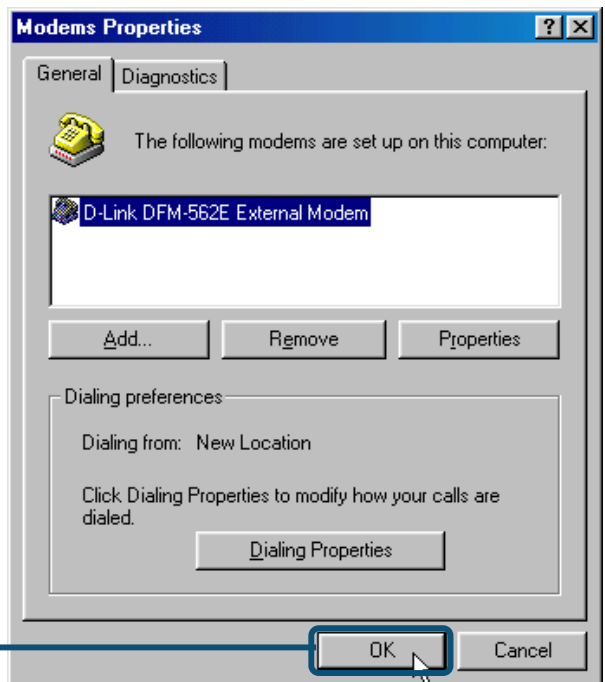 Modems Properties
General Diagnostics
The following modems are set up on this computer:
D-Link DFM-562E External Modem
Add... Remove Properties
Dialing preferences
Dialing from: New Location
Click Dialing Properties to modify how your calls are
dialed.
Dialing Properties
OK Cancel